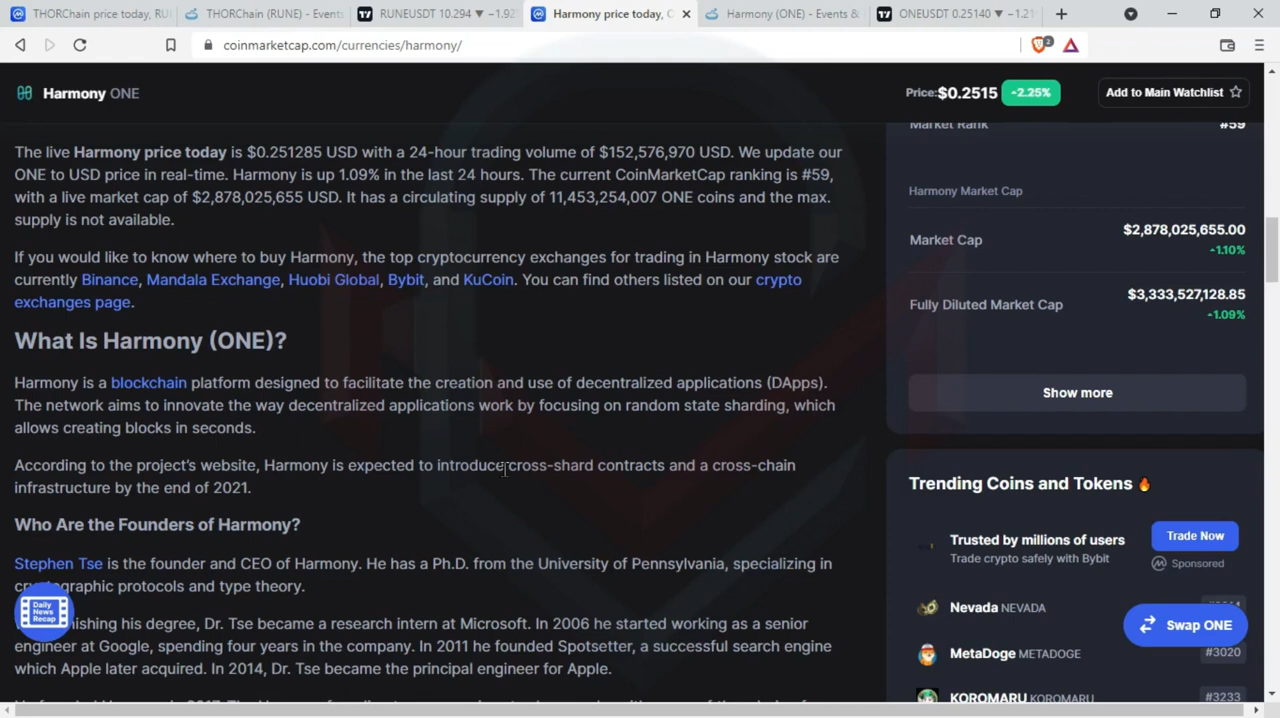 THORChain price today, RU
THORChain (RUNE) - Events
RUNEUSDT 10.294 ▼ −1.92
Harmony price today, O
Harmony (ONE) - Events &
ONEUSDT 0.25140 ▼ −1.21
coinmarketcap.com/currencies/harmony/
2
Harmony ONE
Price: $0.2515 2.25%
Add to Main Watchlist
The live Harmony price today is $0.251285 USD with a 24-hour trading volume of $152,576,970 USD. We update our
ONE to USD price in real-time. Harmony is up 1.09% in the last 24 hours. The current CoinMarketCap ranking is #59,
with a live market cap of $2,878,025,655 USD. It has a circulating supply of 11,453,254,007 ONE coins and the max.
supply is not available.
If you would like to know where to buy Harmony, the top cryptocurrency exchanges for trading in Harmony stock are
currently Binance, Mandala Exchange, Huobi Global, Bybit, and KuCoin. You can find others listed on our crypto
exchanges page.
What Is Harmony (ONE)?
Harmony is a blockchain platform designed to facilitate the creation and use of decentralized applications (DApps).
The network aims to innovate the way decentralized applications work by focusing on random state sharding, which
allows creating blocks in seconds.
According to the project's website, Harmony is expected to introduce cross-shard contracts and a cross-chain
infrastructure by the end of 2021.
Who Are the Founders of Harmony?
Stephen Tse is the founder and CEO of Harmony. He has a Ph.D. from the University of Pennsylvania, specializing in
cryptographic protocols and type theory.
Daily
News
Recap
his degree, Dr. Tse became a research intern at Microsoft. In 2006 he started working as a senior
engineer at Google, spending four years in the company. In 2011 he founded Spotsetter, a successful search engine
which Apple later acquired. In 2014, Dr. Tse became the principal engineer for Apple.
Market Rank #59
Harmony Market Cap
Market Cap $2,878,025,655.00
1.10%
Fully Diluted Market Cap $3,333,527,128.85
1.09%
Show more
Trending Coins and Tokens 🔥
Trusted by millions of users
Trade crypto safely with Bybit
Trade Now
Sponsored
Nevada NEVADA
Swap ONE
MetaDoge METADOGE #3020
KOROMARU KOROMARU #3233